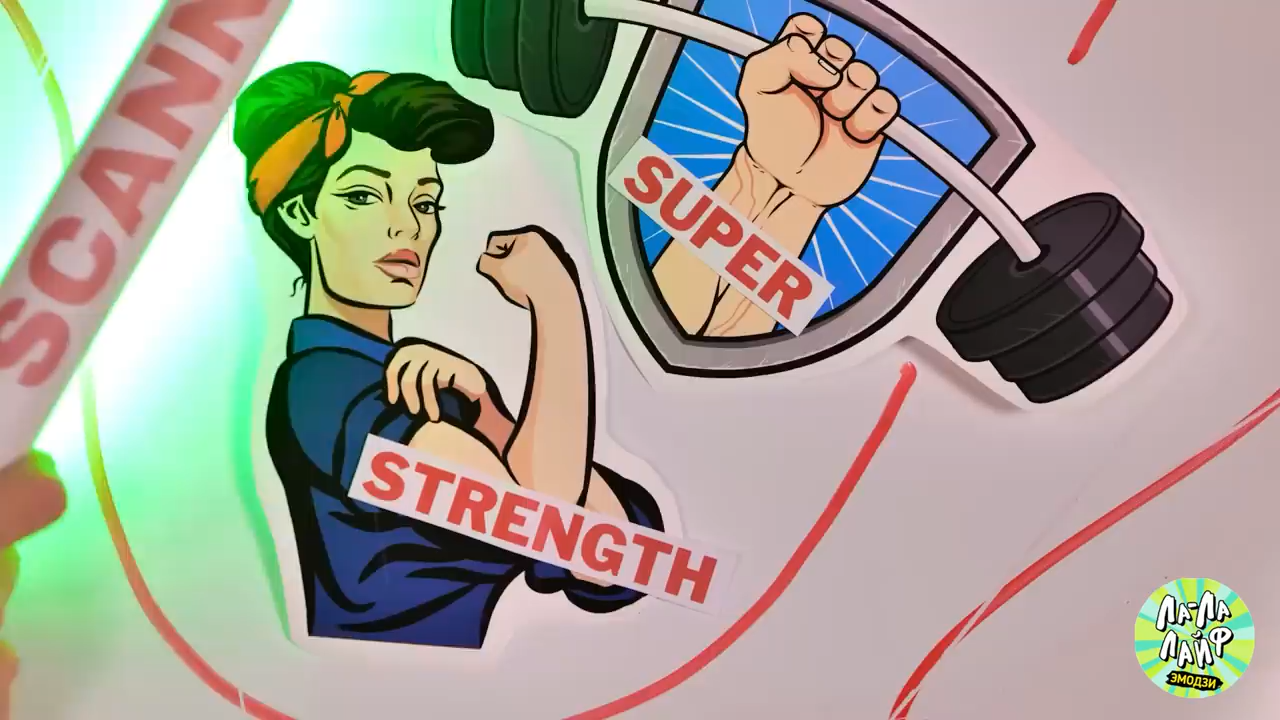 SCANN
SUPER
STRENGTH
ЛА-ЛА
ЛАЙФ
ЭМОДЗИ